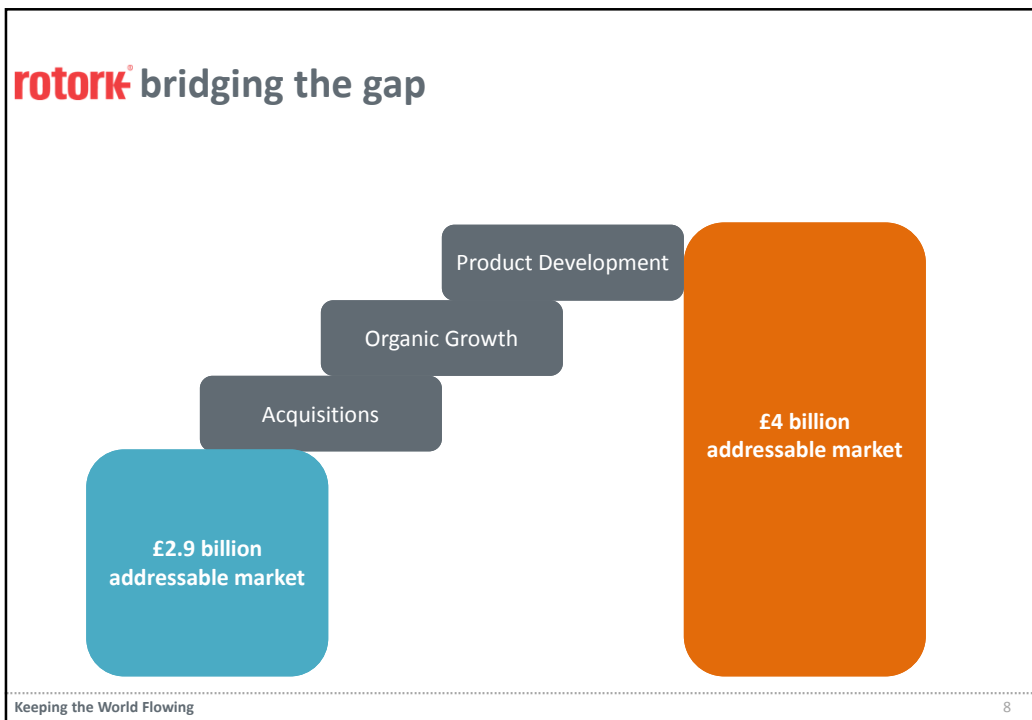 rotork® bridging the gap
Product Development
Organic Growth
Acquisitions
£4 billion
addressable market
£2.9 billion
addressable market
Keeping the World Flowing
8